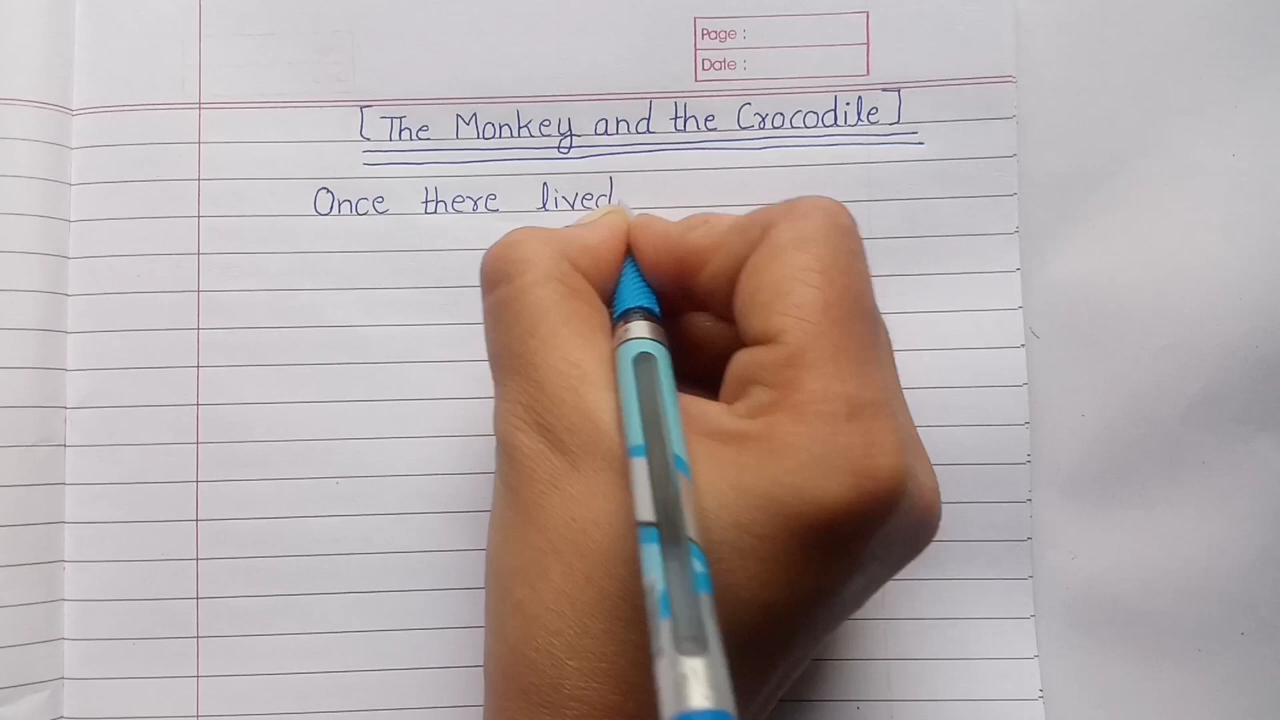 Page :
Date :
[The Monkey and the Crocodile]
Once there lived